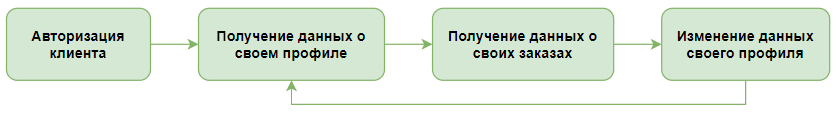 Авторизация
клиента
Получение данных о
своем профиле
Получение данных о
своих заказах
Изменение данных
своего профиля